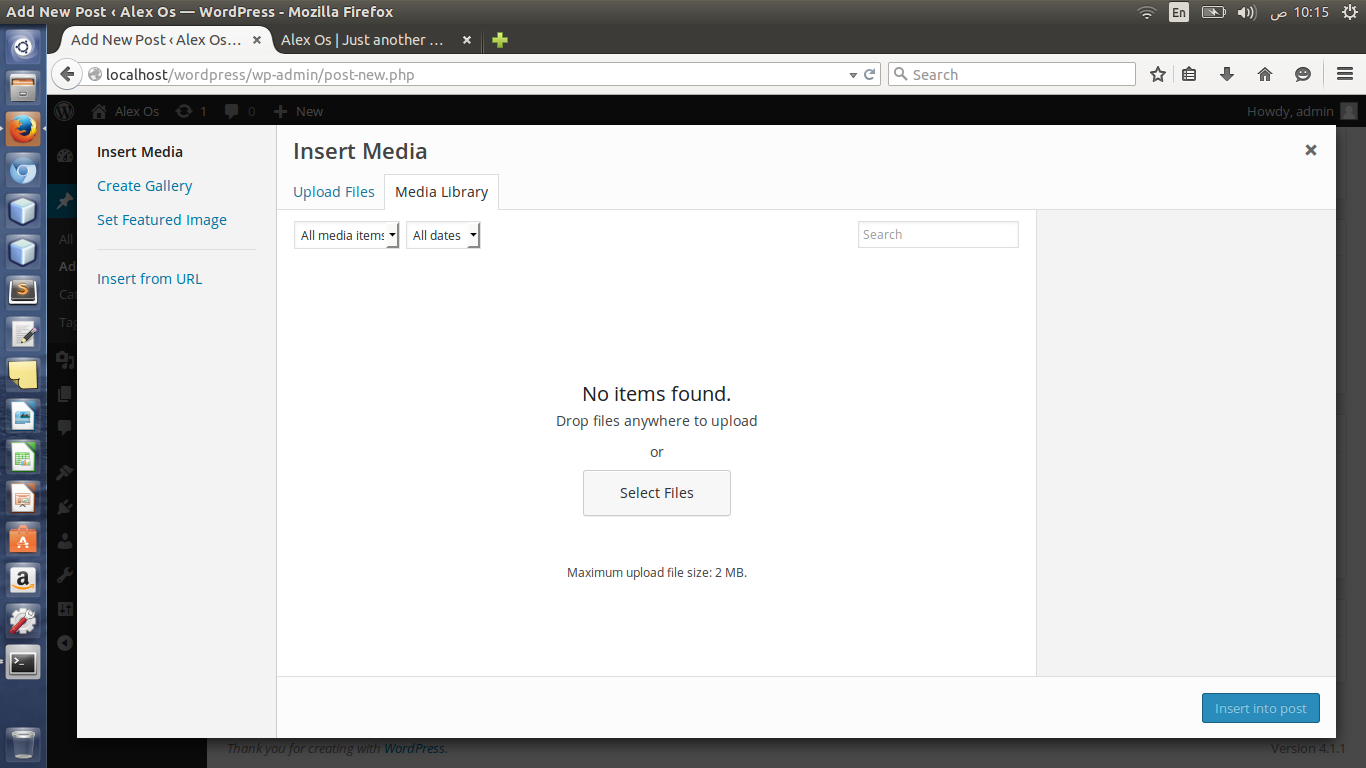 Add New Post ‹ Alex Os — WordPress - Mozilla Firefox
En
10:15 ص
Add New Post ‹ Alex Os...
Alex Os | Just another ...
localhost/wordpress/wp-admin/post-new.php
Search
Alex Os
1
0
New
Howdy, admin
Insert Media
Create Gallery
Set Featured Image
Insert from URL
Insert Media
Upload Files
Media Library
All media items
All dates
Search
All
No items found.
Drop files anywhere to upload
or
Select Files
Maximum upload file size: 2 MB.
Insert into post
Thank you for creating with WordPress.
Version 4.1.1